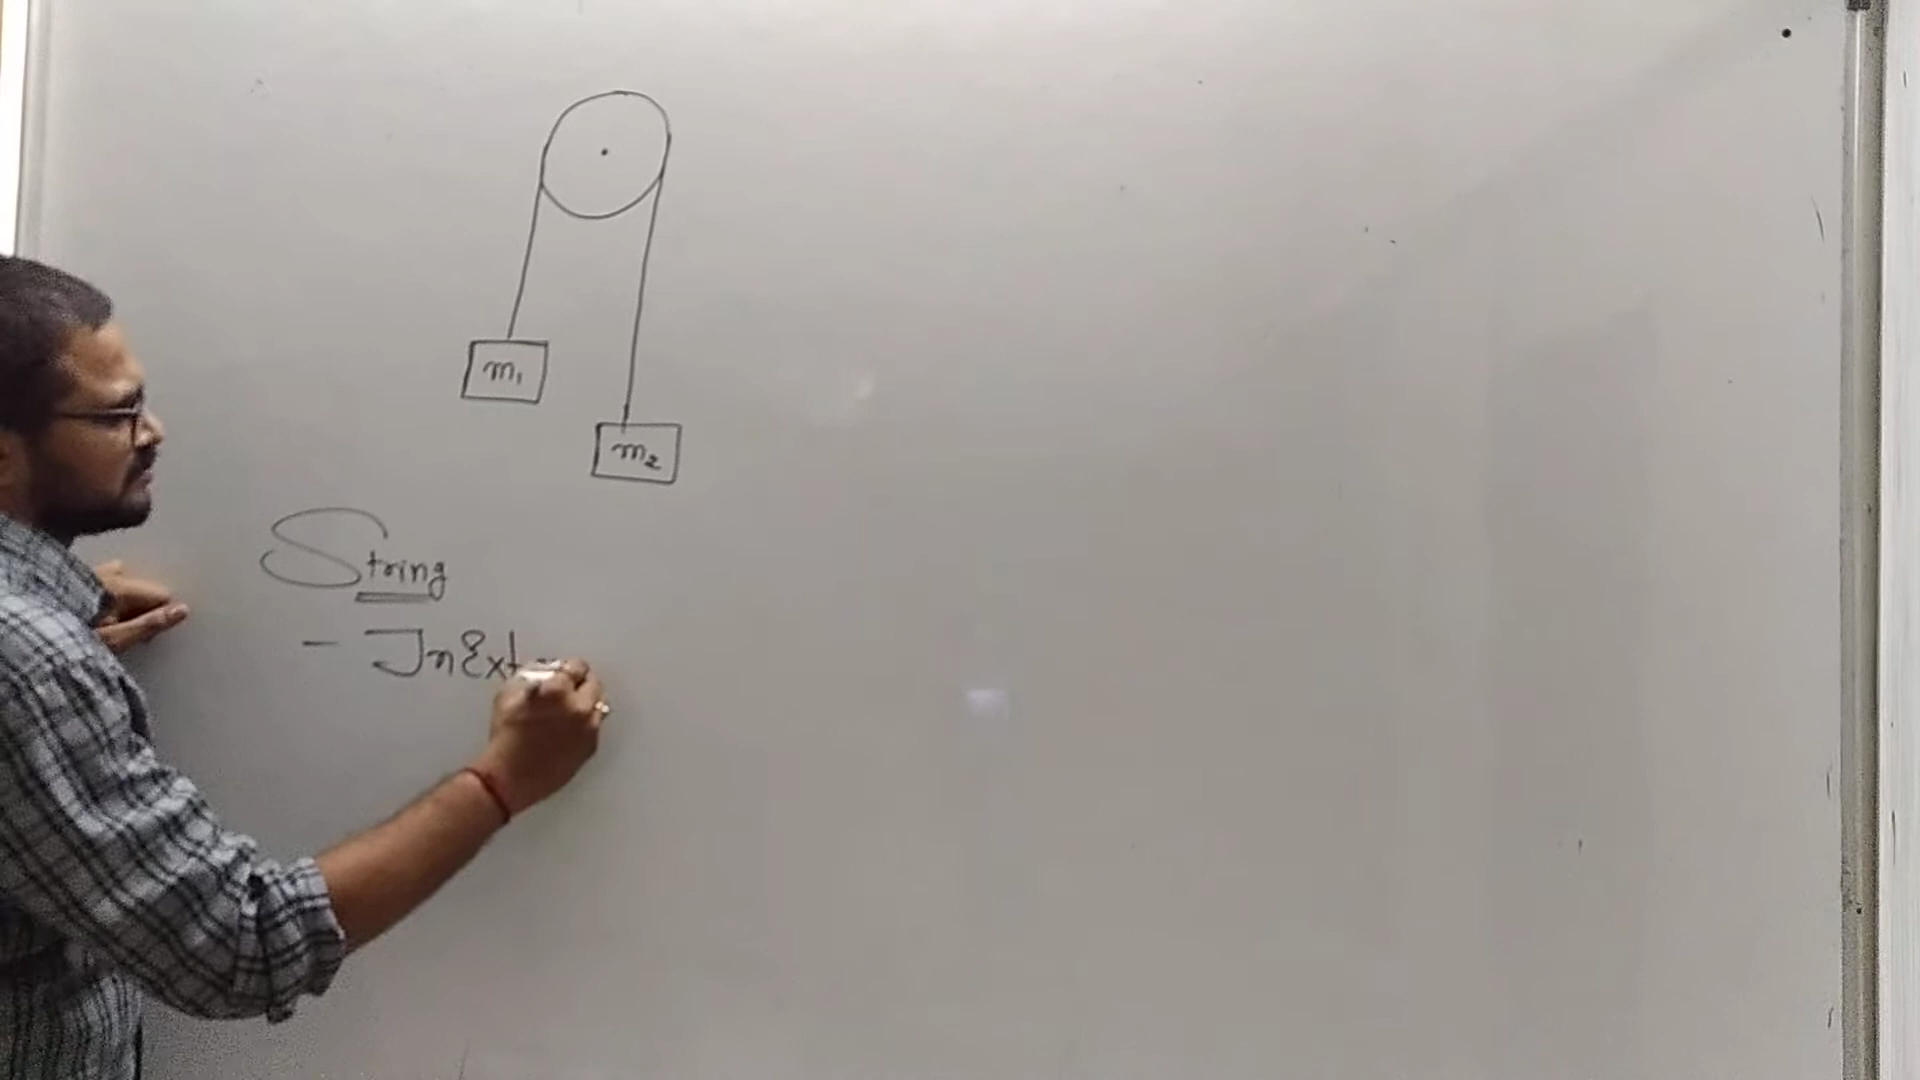 m₁
m₂
String
- InExt